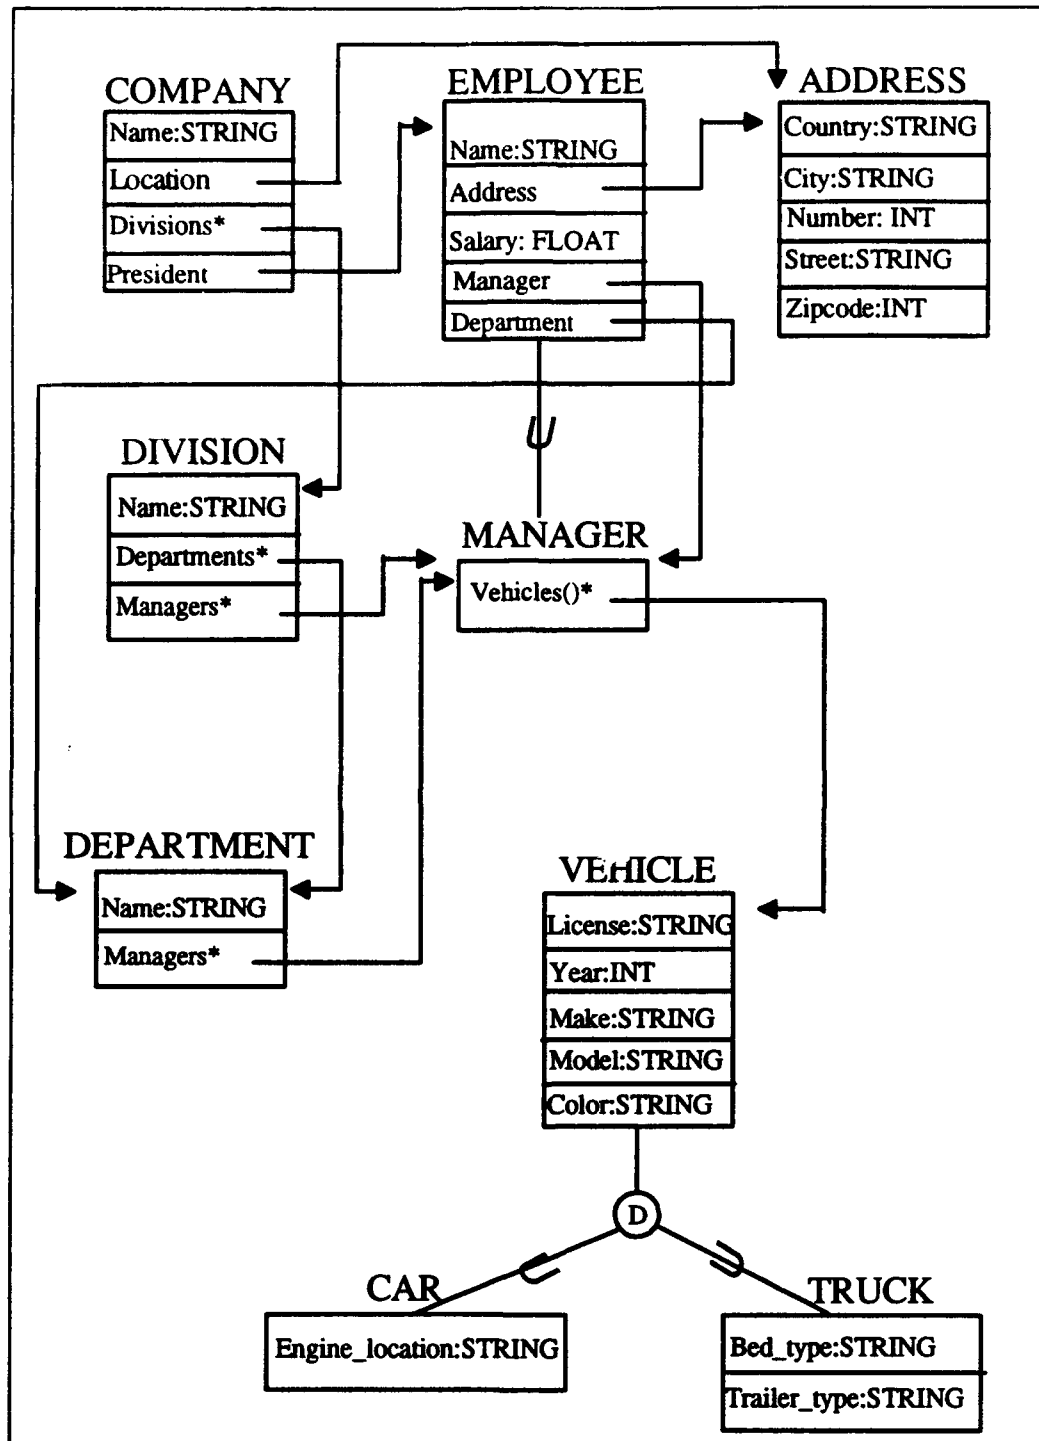 COMPANY
Name:STRING
Location
Divisions*
President
EMPLOYEE
Name:STRING
Address
Salary: FLOAT
Manager
Department
ADDRESS
Country:STRING
City:STRING
Number: INT
Street:STRING
Zipcode:INT
DIVISION
Name:STRING
Departments*
Managers*
MANAGER
Vehicles()*
DEPARTMENT
Name:STRING
Managers*
VEHICLE
License:STRING
Year:INT
Make:STRING
Model:STRING
Color:STRING
D
CAR
Engine_location:STRING
TRUCK
Bed_type:STRING
Trailer_type:STRING